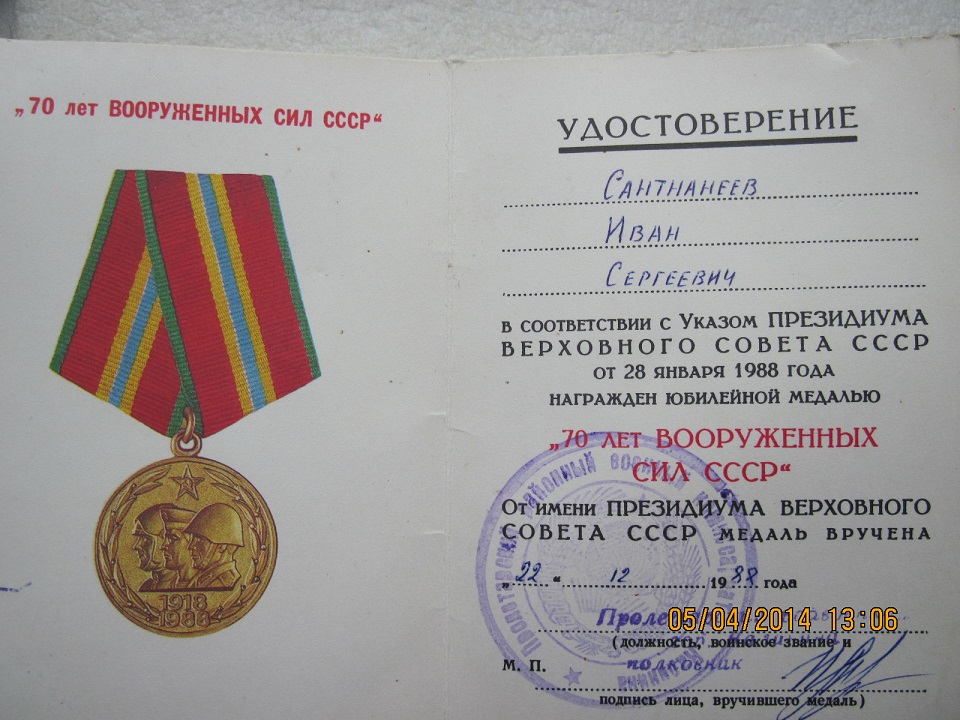 „70 лет ВООРУЖЕННЫХ СИЛ СССР“
1918
1988
УДОСТОВЕРЕНИЕ
Сантнанеев
Иван
Сергеевич
в соответствии с Указом ПРЕЗИДИУМА
ВЕРХОВНОГО СОВЕТА СССР
от 28 января 1988 года
награжден юбилейной медалью
„70 лет ВООРУЖЕННЫХ
СИЛ СССР“
От имени ПРЕЗИДИУМА ВЕРХОВНОГО
СОВЕТА СССР медаль вручена
„22“ 12 1988 года
05/04/2014 13:06
(должность, воинское звание и
М. П. полковник
подпись лица, вручившего медаль)
районный военный